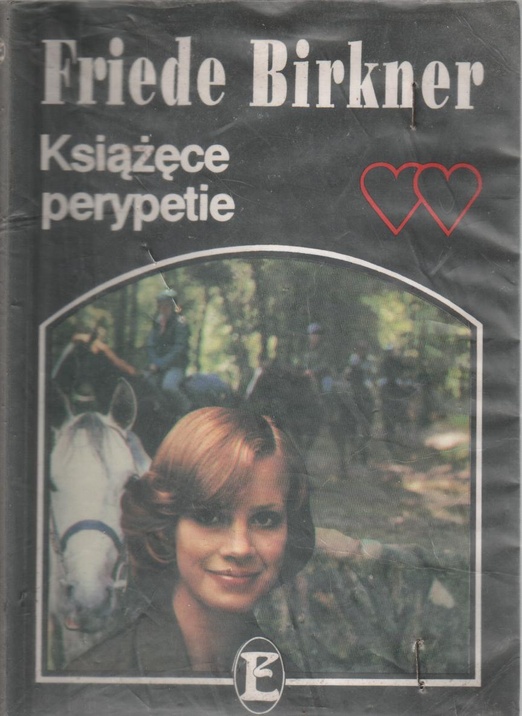 Friede Birkner
Książęce
perypetie
E